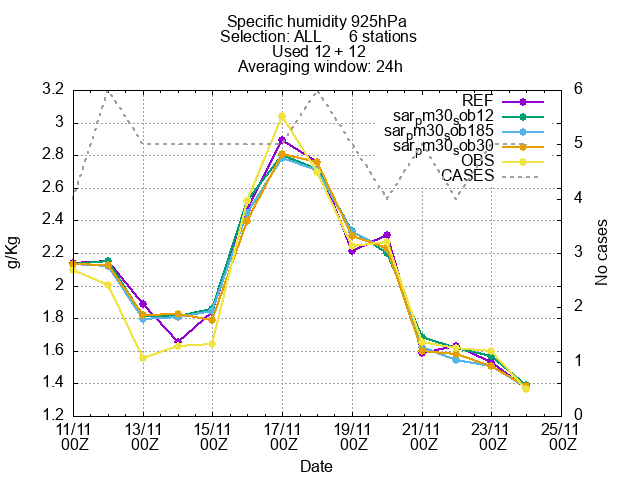 Specific humidity 925hPa
Selection: ALL 6 stations
Used 12 + 12
Averaging window: 24h
3.2
3
2.8
2.6
2.4
2.2
2
1.8
1.6
1.4
1.2
g/Kg
6
5
4
3
2
1
0
No cases
REF
sarpm30sob12
sarpm30sob185
sarpm30sob30
OBS
CASES
11/11 13/11 15/11 17/11 19/11 21/11 23/11 25/11
00Z 00Z 00Z 00Z 00Z 00Z 00Z 00Z
Date